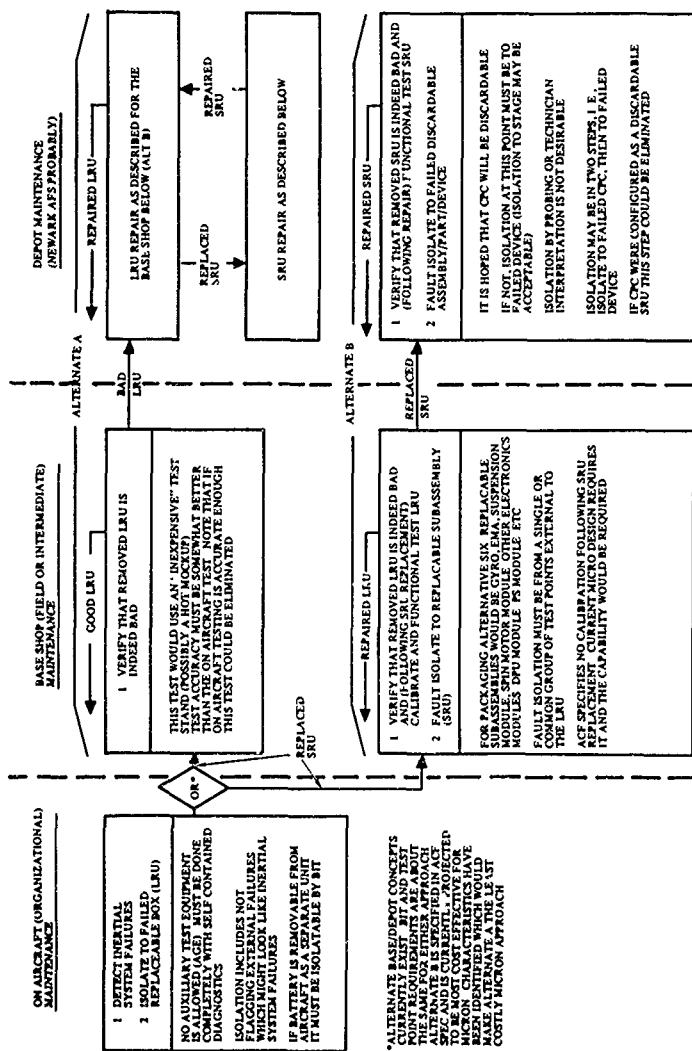 ON AIRCRAFT (ORGANIZATIONAL)
MAINTENANCE
1 DETECT INERTIAL
SYSTEM FAILURES
2 ISOLATE TO FAILED
REPLACEABLE BOX (LRU)
NO AUXILIARY TEST EQUIPMENT
IS ALLOWED (AGE) MUST BE DONE
COMPLETELY WITH SELF CONTAINED
DIAGNOSTICS
ISOLATION INCLUDES NOT
FLAGGING EXTERNAL FAILURES
WHICH MIGHT LOOK LIKE INERTIAL
SYSTEM FAILURES
IF BATTERY IS REMOVABLE FROM
AIRCRAFT AS A SEPARATE UNIT
IT MUST BE ISOLATABLE BY BIT
*ALTERNATE BASE/DEPOT CONCEPTS
CURRENTLY EXIST BIT AND TEST
POINT REQUIREMENTS ARE ABOUT
THE SAME FOR EITHER APPROACH
ALTERNATE B IS SPECIFIED IN ACF
SPEC AND IS CURRENTLY PROJECTED
TO BE MOST COST EFFECTIVE FOR
MICRON CHARACTERISTICS HAVE
BEEN IDENTIFIED WHICH WOULD
MAKE ALTERNATE A THE LEAST
COSTLY MICRON APPROACH
OR*
REPLACED
SRU
BASE SHOP (FIELD OR INTERMEDIATE)
MAINTENANCE
ALTERNATE A
GOOD LRU
1 VERIFY THAT REMOVED LRU IS
INDEED BAD
THIS TEST WOULD USE AN "INEXPENSIVE" TEST
STAND (POSSIBLY A HOT MOCKUP)
TEST ACCURACY MUST BE SOMEWHAT BETTER
THAN THE ON AIRCRAFT TEST NOTE THAT IF
ON AIRCRAFT TESTING IS ACCURATE ENOUGH
THIS TEST COULD BE ELIMINATED
BAD
LRU
DEPOT MAINTENANCE
(NEWARK AFS PROBABLY)
REPAIRED LRU
LRU REPAIR AS DESCRIBED FOR THE
BASE SHOP BELOW (ALT B)
REPLACED
SRU
REPAIRED
SRU
SRU REPAIR AS DESCRIBED BELOW
ALTERNATE B
REPAIRED LRU
1 VERIFY THAT REMOVED LRU IS INDEED BAD
AND (FOLLOWING SRU REPLACEMENT)
CALIBRATE AND FUNCTIONAL TEST LRU
2 FAULT ISOLATE TO REPLACABLE SUBASSEMBLY
(SRU)
FOR PACKAGING ALTERNATIVE SIX REPLACABLE
SUBASSEMBLIES WOULD BE GYRO, EMA, SUSPENSION
MODULE, SPIN MOTOR MODULE, OTHER ELECTRONICS
MODULES DPU MODULE PS MODULE ETC
FAULT ISOLATION MUST BE FROM A SINGLE OR
COMMON GROUP OF TEST POINTS EXTERNAL TO
THE LRU
ACF SPECIFIES NO CALIBRATION FOLLOWING SRU
REPLACEMENT CURRENT MICRO DESIGN REQUIRES
IT AND THE CAPABILITY WOULD BE REQUIRED
REPLACED
SRU
REPAIRED SRU
1 VERIFY THAT REMOVED SRU IS INDEED BAD AND
(FOLLOWING REPAIR) FUNCTIONAL TEST SRU
2 FAULT ISOLATE TO FAILED DISCARDABLE
ASSEMBLY/PART/DEVICE
IT IS HOPED THAT CPC WILL BE DISCARDABLE
IF NOT, ISOLATION AT THIS POINT MUST BE TO
FAILED DEVICE (ISOLATION TO STAGE MAY BE
ACCEPTABLE)
ISOLATION BY PROBING OR TECHNICIAN
INTERPRETATION IS NOT DESIRABLE
ISOLATION MAY BE IN TWO STEPS, I E.
ISOLATE TO FAILED CPC, THEN TO FAILED
DEVICE
IF CPC WERE CONFIGURED AS A DISCARDABLE
SRU THIS STEP COULD BE ELIMINATED